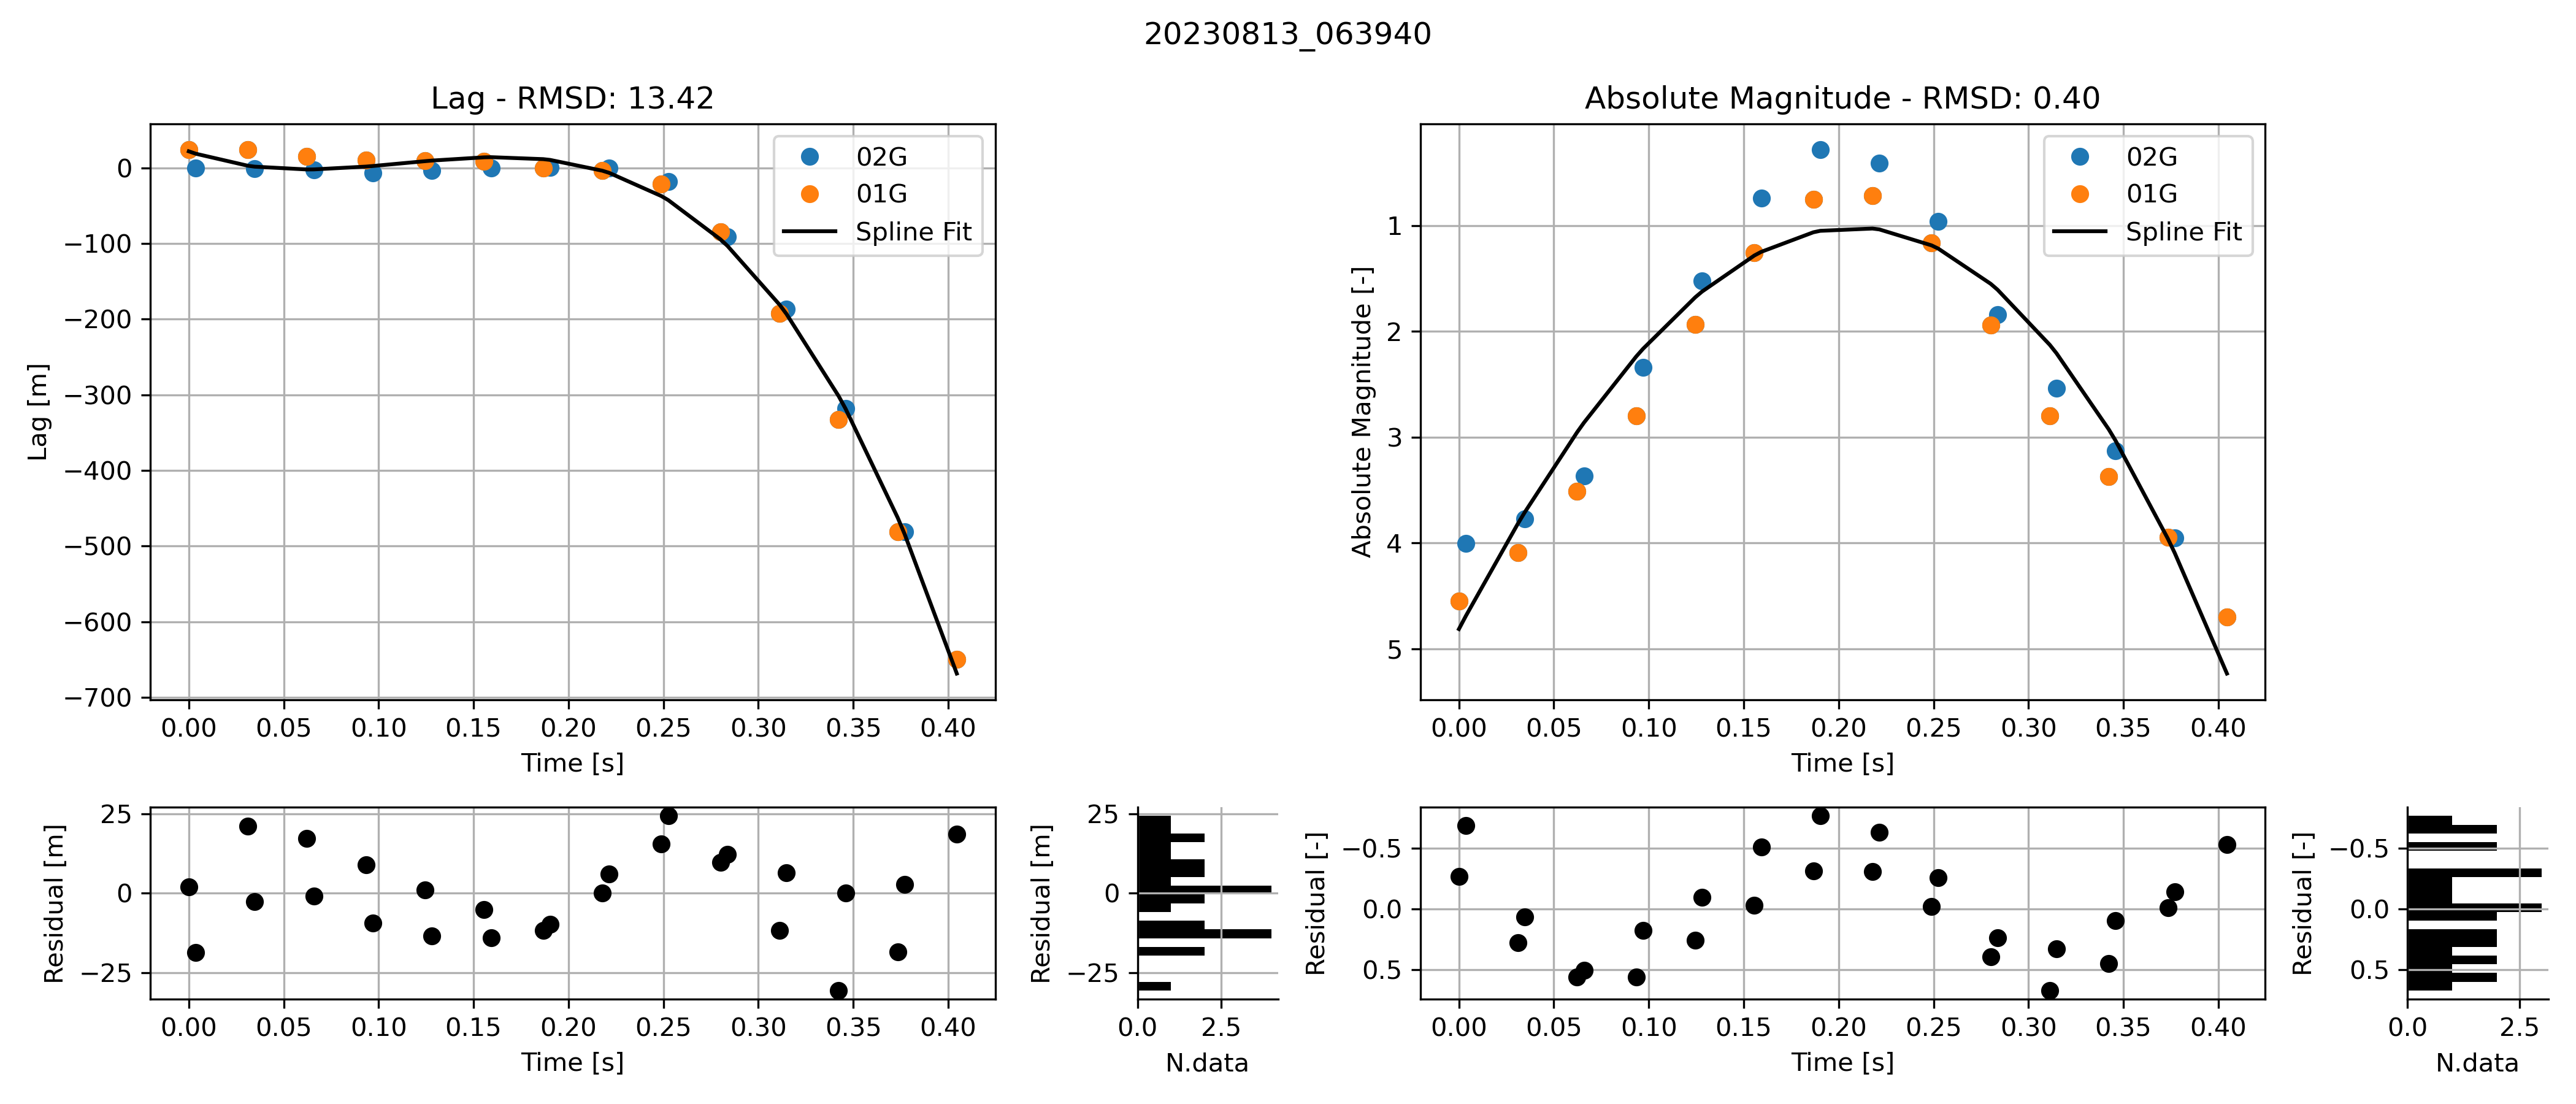 20230813_063940
Lag - RMSD: 13.42
02G
01G
Spline Fit
Lag [m]
0
−100
−200
−300
−400
−500
−600
−700
0.00 0.05 0.10 0.15 0.20 0.25 0.30 0.35 0.40
Time [s]
Absolute Magnitude - RMSD: 0.40
02G
01G
Spline Fit
Absolute Magnitude [-]
1
2
3
4
5
0.00 0.05 0.10 0.15 0.20 0.25 0.30 0.35 0.40
Time [s]
Residual [m]
25
0
−25
0.00 0.05 0.10 0.15 0.20 0.25 0.30 0.35 0.40
Time [s]
Residual [m]
25
0
−25
0.0 2.5
N.data
Residual [-]
−0.5
0.0
0.5
0.00 0.05 0.10 0.15 0.20 0.25 0.30 0.35 0.40
Time [s]
Residual [-]
−0.5
0.0
0.5
0.0 2.5
N.data